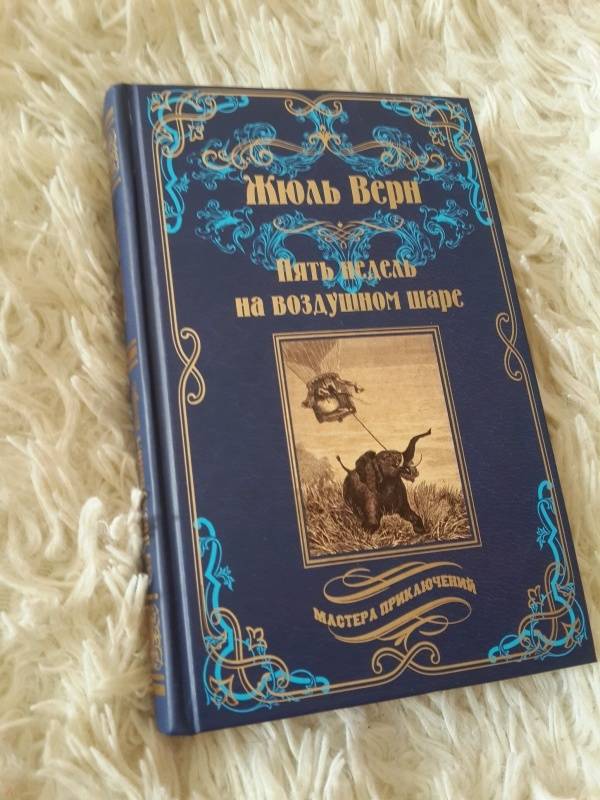 Жюль Верн
Пять недель
на воздушном шаре
МАСТЕРА ПРИКЛЮЧЕНИЙ